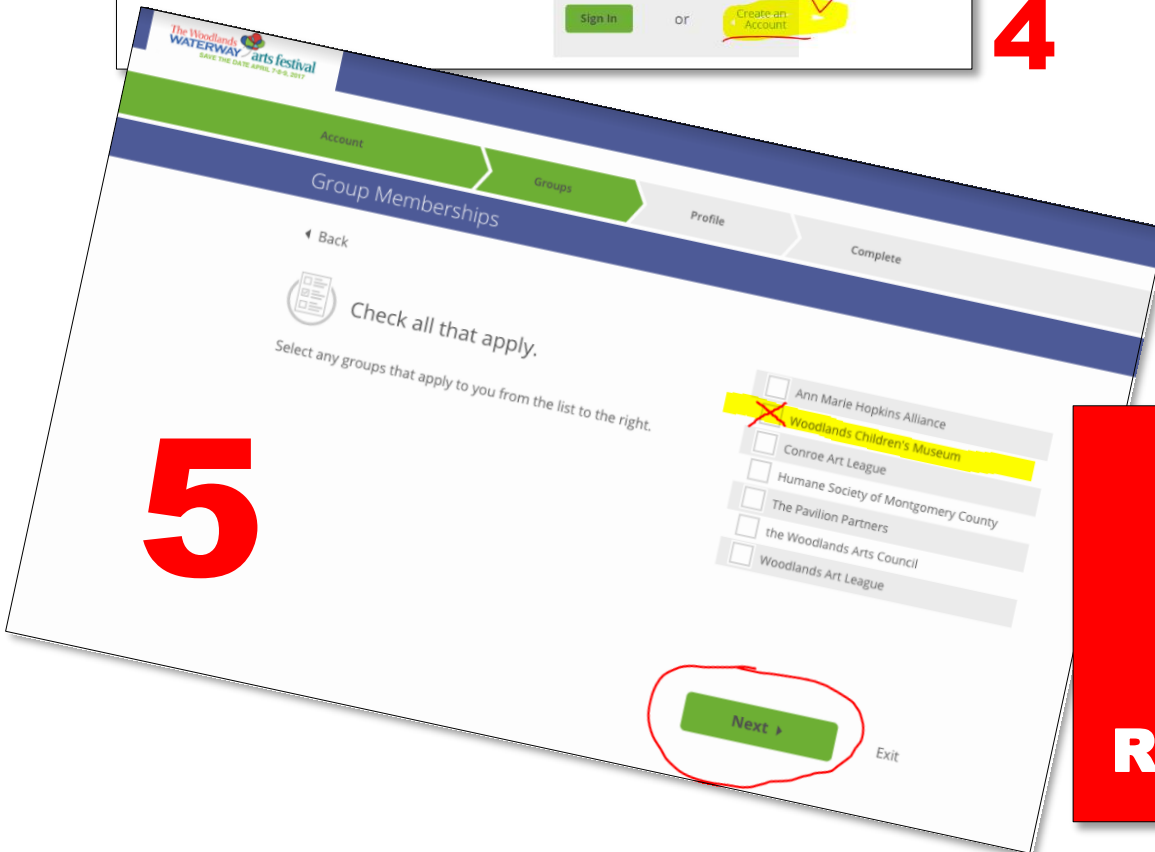 Sign In or Create an
Account
4
The Woodlands
WATERWAY arts festival
SAVE THE DATE APRIL 7-8-9, 2017
Account
Groups
Profile
Complete
Group Memberships
Back
Check all that apply.
Select any groups that apply to you from the list to the right.
Ann Marie Hopkins Alliance
Woodlands Children's Museum
Conroe Art League
Humane Society of Montgomery County
The Pavilion Partners
the Woodlands Arts Council
Woodlands Art League
5
Next
Exit
R